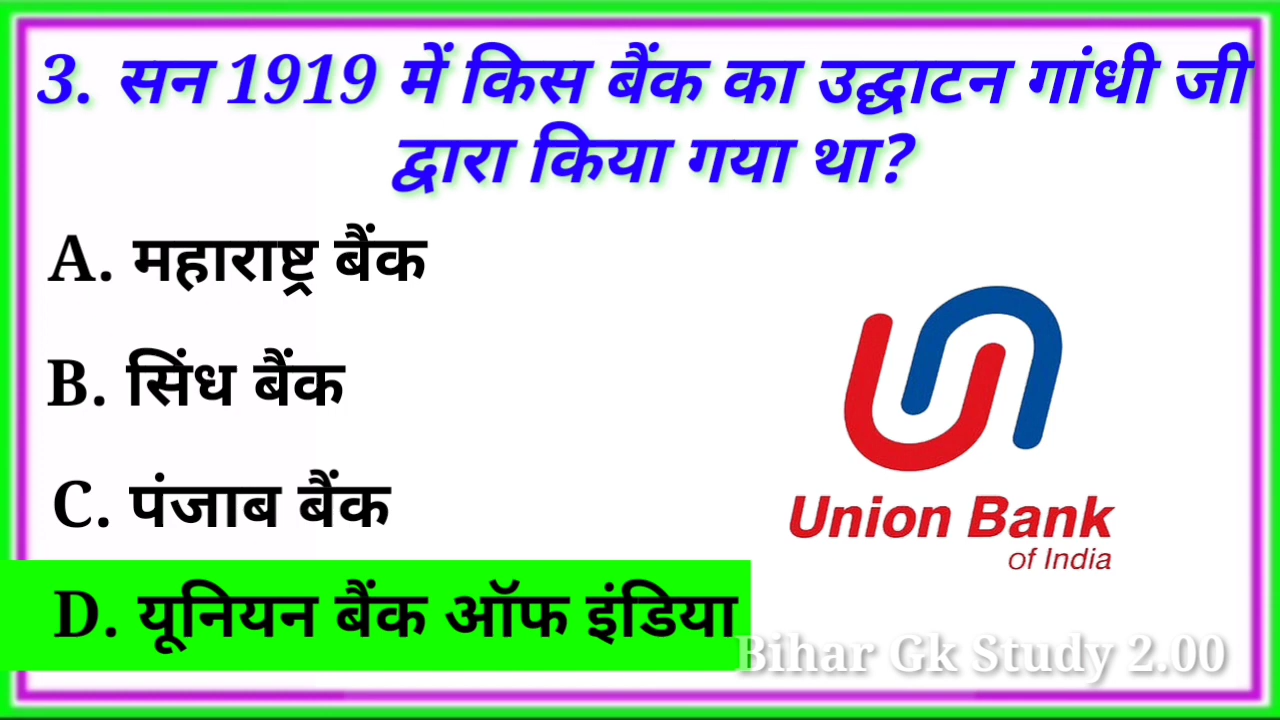 3. सन 1919 में किस बैंक का उद्घाटन गांधी जी
द्वारा किया गया था?
A. महाराष्ट्र बैंक
B. सिंध बैंक
C. पंजाब बैंक
D. यूनियन बैंक ऑफ इंडिया
Union Bank
of India
Bihar Gk Study 2.00